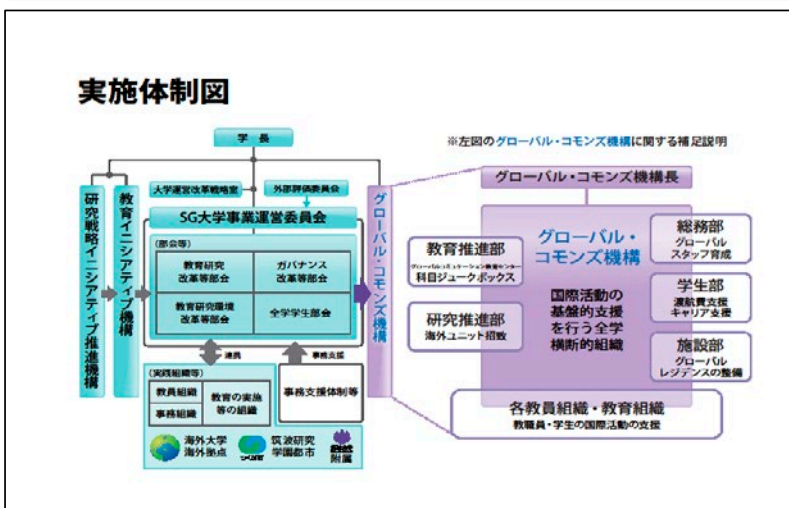 実施体制図
学 長
大学運営改革戦略室
外部評価委員会
SG大学事業運営委員会
研究戦略イニシアティブ推進機構
教育イニシアティブ機構
(部会等)
教育研究
改革等部会
ガバナンス
改革等部会
教育研究環境
改革等部会
全学学生部会
グローバル・コモンズ機構
連携
事務支援
(実践組織等)
教員組織
事務組織
教育の実施
等の組織
事務支援体制等
海外大学
海外拠点
筑波研究
学園都市
附属
※左図のグローバル・コモンズ機構に関する補足説明
グローバル・コモンズ機構長
グローバル・
コモンズ機構
国際活動の
基盤的支援
を行う全学
横断的組織
教育推進部
科目ジュークボックス
研究推進部
海外ユニット招致
総務部
グローバル
スタッフ育成
学生部
渡航費支援
キャリア支援
施設部
グローバル
レジデンスの整備
各教員組織・教育組織
教職員・学生の国際活動の支援